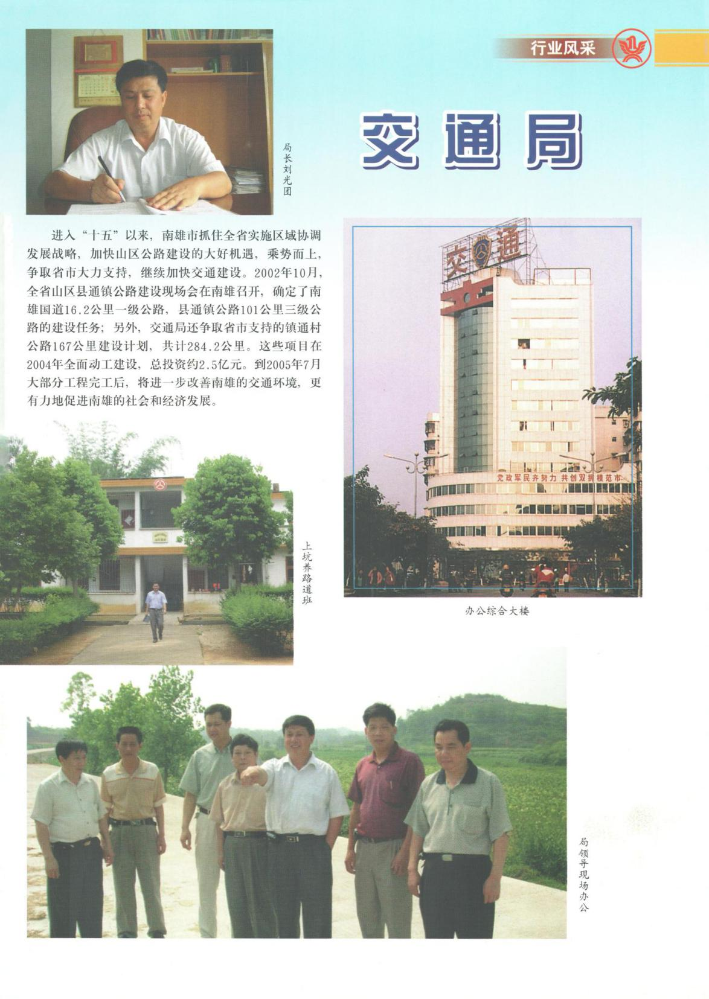 行业风采
交通局
局长刘光团
进入“十五”以来，南雄市抓住全省实施区域协调
发展战略，加快山区公路建设的大好机遇，乘势而上，
争取省市大力支持，继续加快交通建设。2002年10月，
全省山区县通镇公路建设现场会在南雄召开，确定了南
雄国道16.2公里一级公路，县通镇公路101公里三级公
路的建设任务；另外，交通局还争取省市支持的镇通村
公路167公里建设计划，共计284.2公里。这些项目在
2004年全面动工建设，总投资约2.5亿元。到2005年7月
大部分工程完工后，将进一步改善南雄的交通环境，更
有力地促进南雄的社会和经济发展。
交通
党政军民齐努力 共创双拥模范市
办公综合大楼
上坑养路道班
局领导现场办公